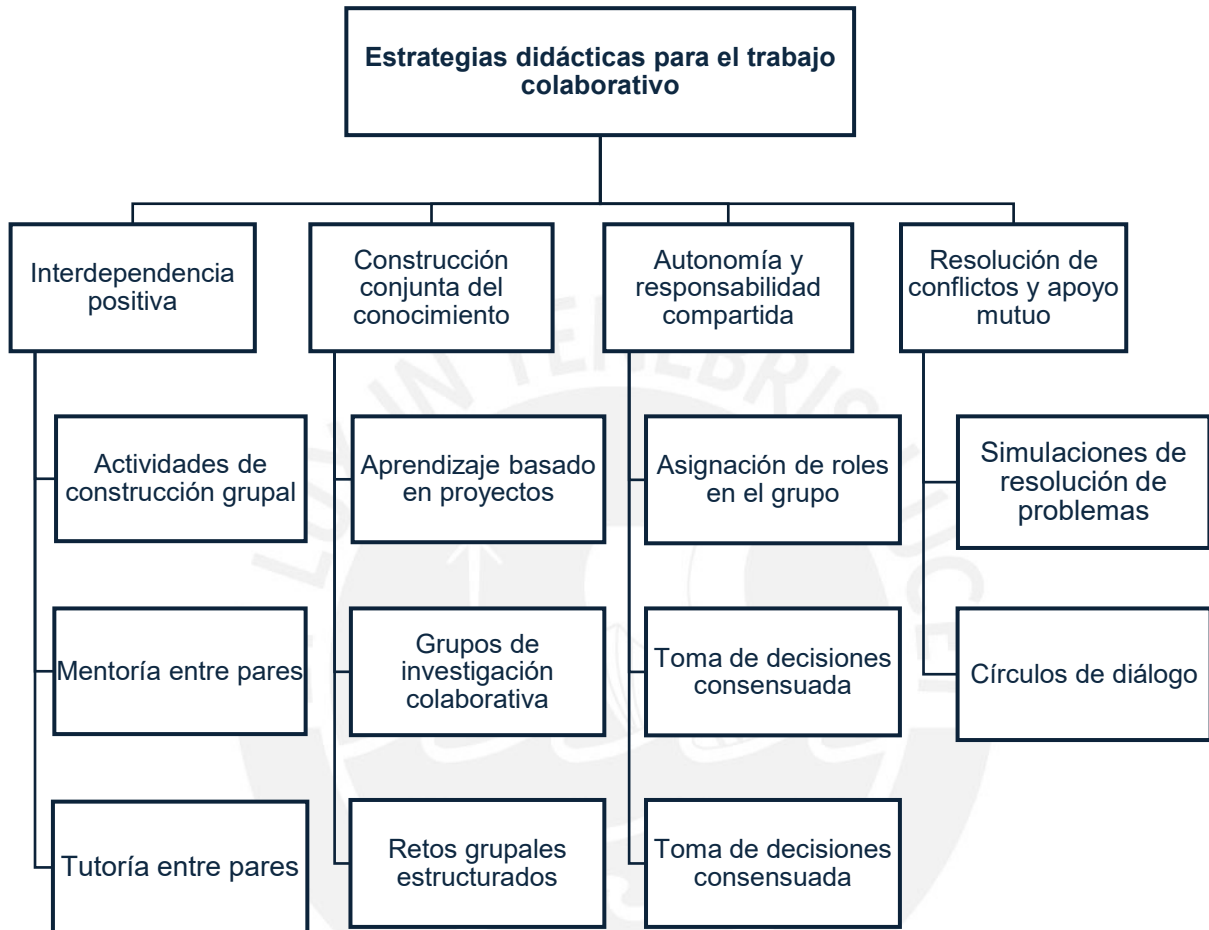 Estrategias didácticas para el trabajo
colaborativo
Interdependencia
positiva
Construcción
conjunta del
conocimiento
Autonomía y
responsabilidad
compartida
Resolución de
conflictos y apoyo
mutuo
Actividades de
construcción grupal
Aprendizaje basado
en proyectos
Asignación de roles
en el grupo
Simulaciones de
resolución de
problemas
Mentoría entre pares
Grupos de
investigación
colaborativa
Toma de decisiones
consensuada
Círculos de diálogo
Tutoría entre pares
Retos grupales
estructurados
Toma de decisiones
consensuada
IN TENEBRIS